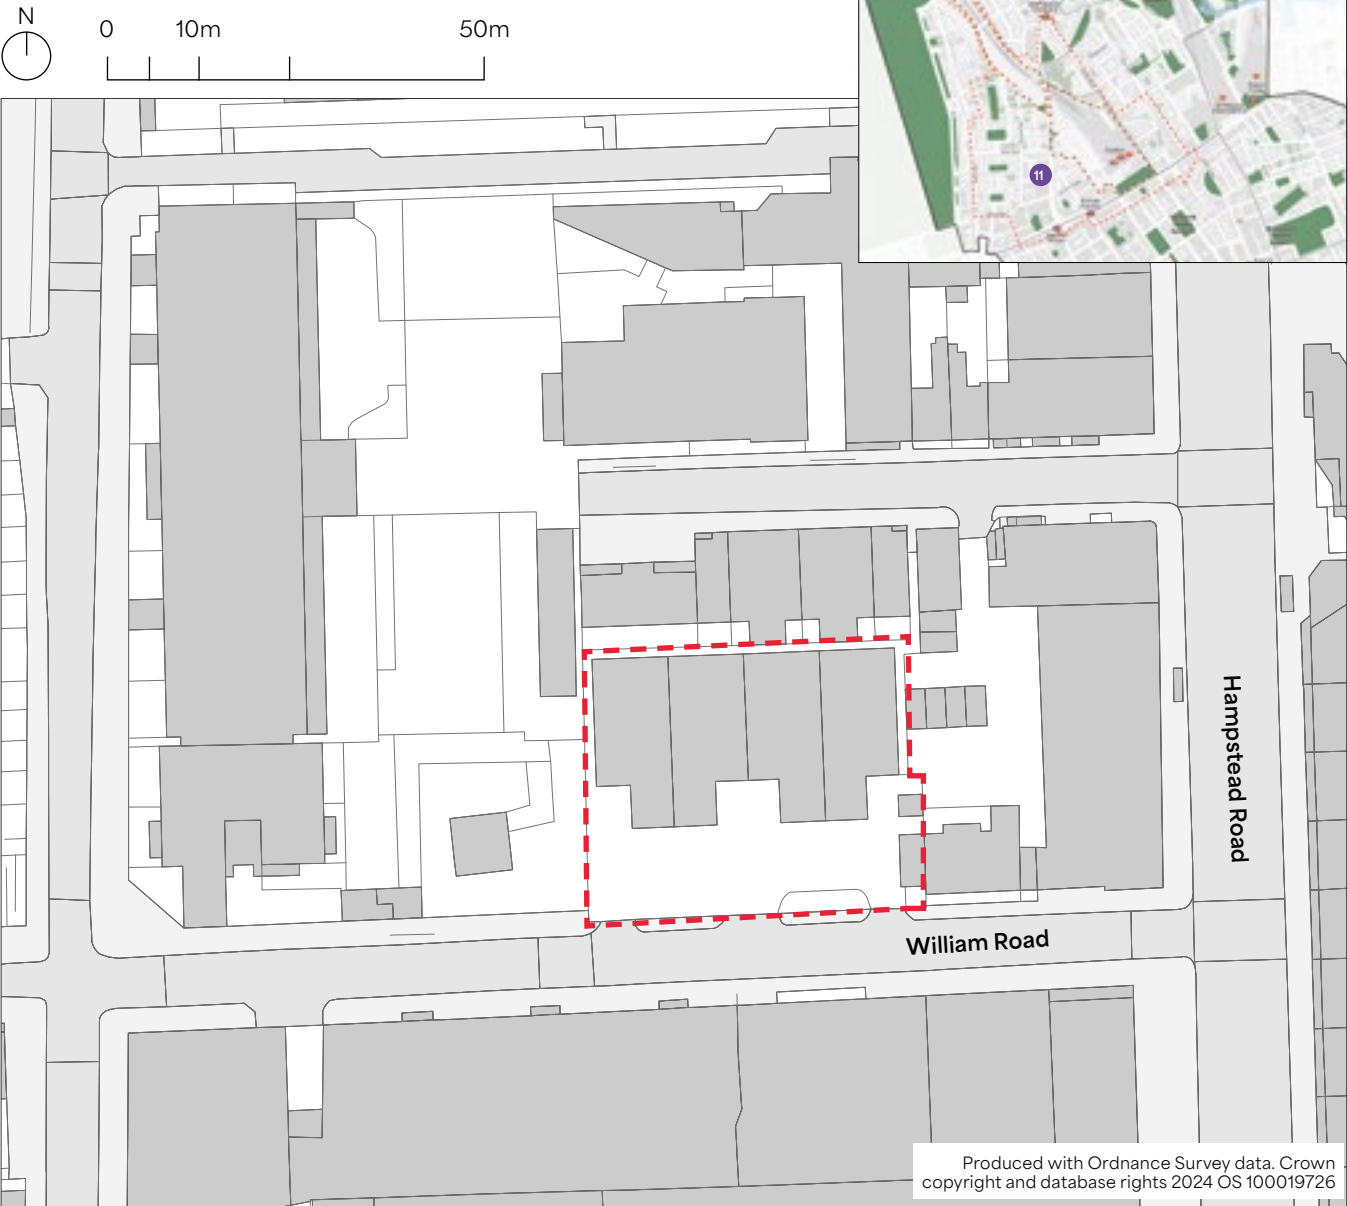 N
0 10m 50m
11
Hampstead Road
William Road
Produced with Ordnance Survey data. Crown
copyright and database rights 2024 OS 100019726